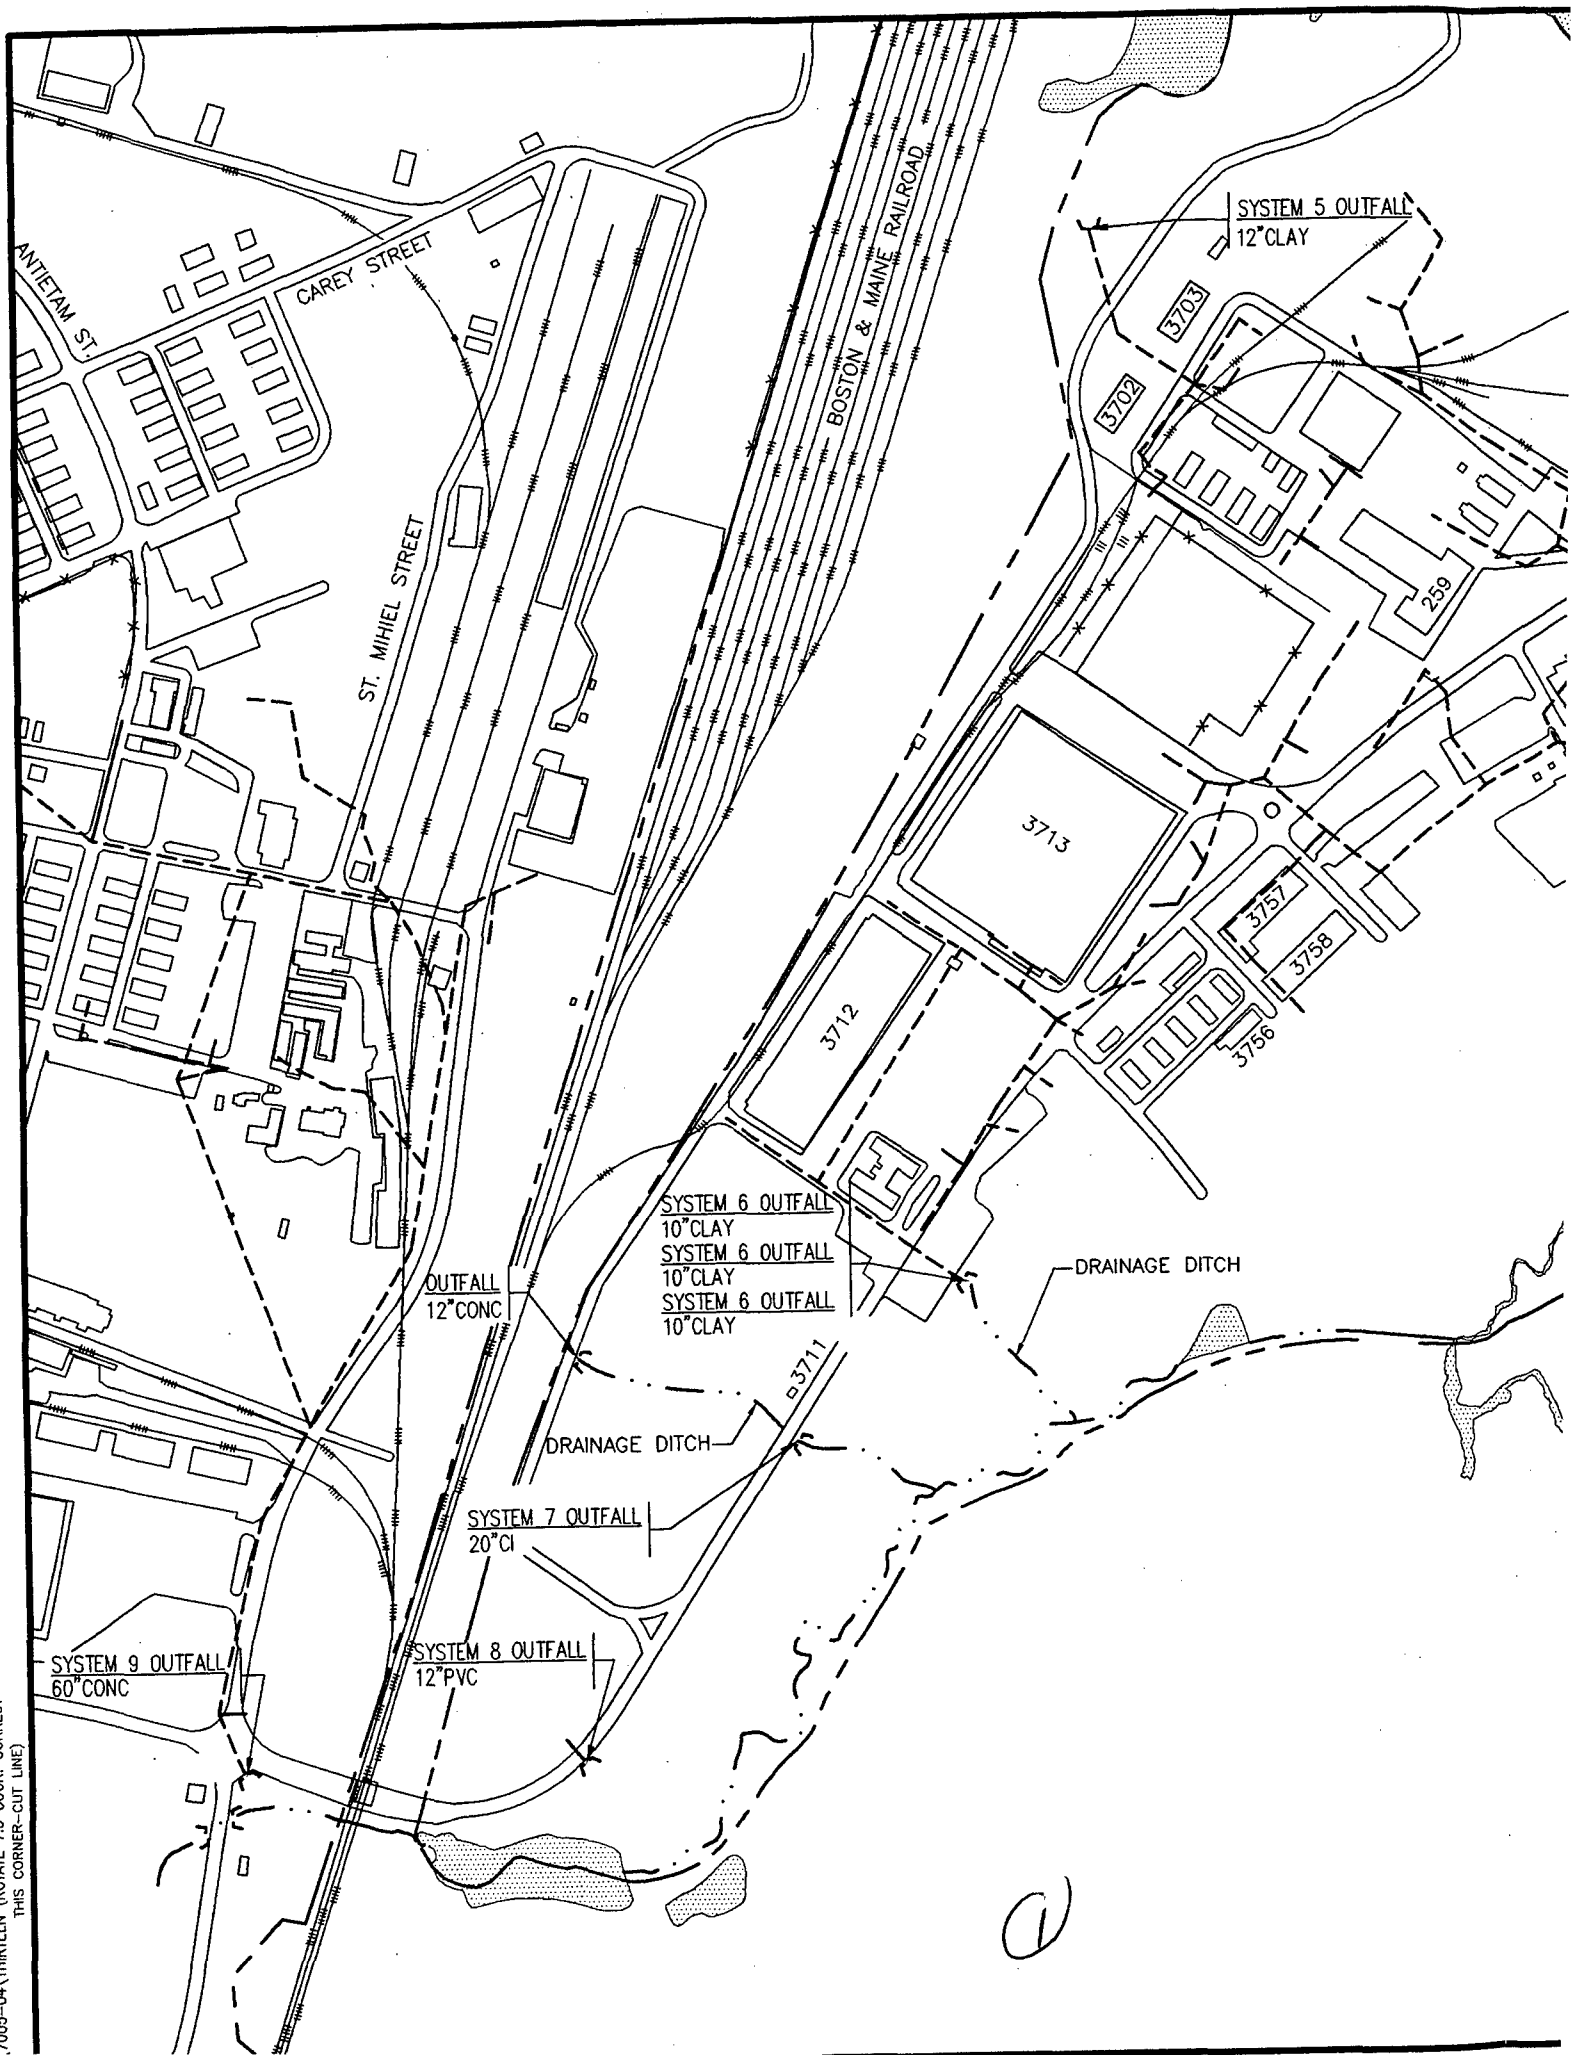 SYSTEM 5 OUTFALL
12"CLAY
BOSTON & MAINE RAILROAD
CAREY STREET
ANTIETAM ST.
3703
3702
ST. MIHIEL STREET
259
3713
3757
3758
3712
3756
SYSTEM 6 OUTFALL
10"CLAY
SYSTEM 6 OUTFALL
10"CLAY
SYSTEM 6 OUTFALL
10"CLAY
DRAINAGE DITCH
OUTFALL
12"CONC
3711
DRAINAGE DITCH
SYSTEM 7 OUTFALL
20"CI
SYSTEM 8 OUTFALL
12"PVC
SYSTEM 9 OUTFALL
60"CONC
THIS CORNER-CUT LINE)
1